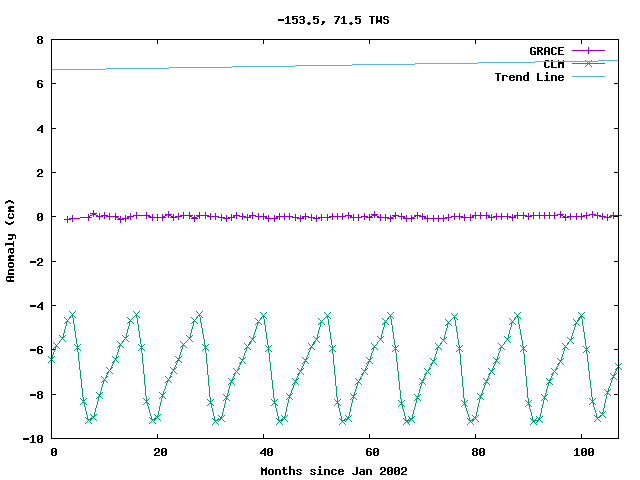 -153.5, 71.5 TWS
8
6
4
2
0
-2
-4
-6
-8
-10
Anomaly (cm)
GRACE
CLM
Trend Line
0 20 40 60 80 100
Months since Jan 2002